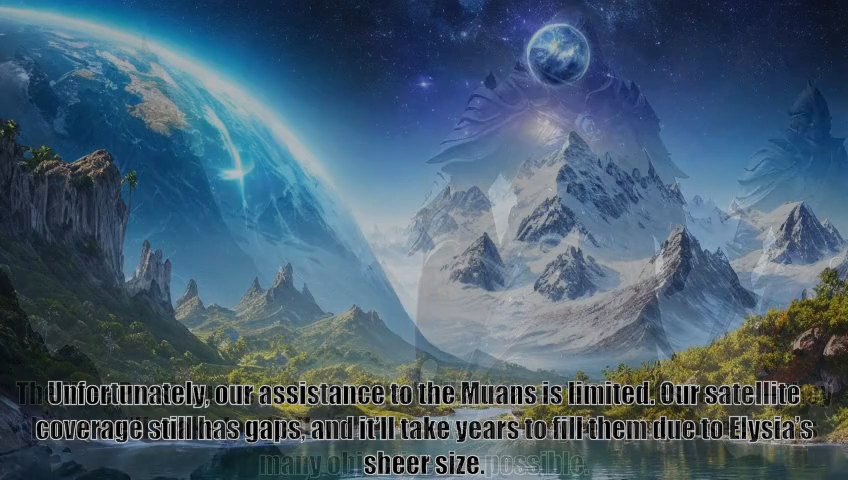 Unfortunately, our assistance to the Muans is limited. Our satellite
coverage still has gaps, and it'll take years to fill them due to Elysia's
sheer size.